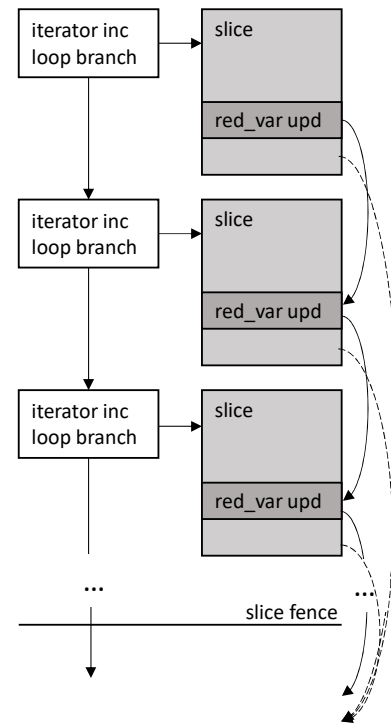 iterator inc
loop branch
slice
red_var upd
iterator inc
loop branch
slice
red_var upd
iterator inc
loop branch
slice
red_var upd
...
...
slice fence